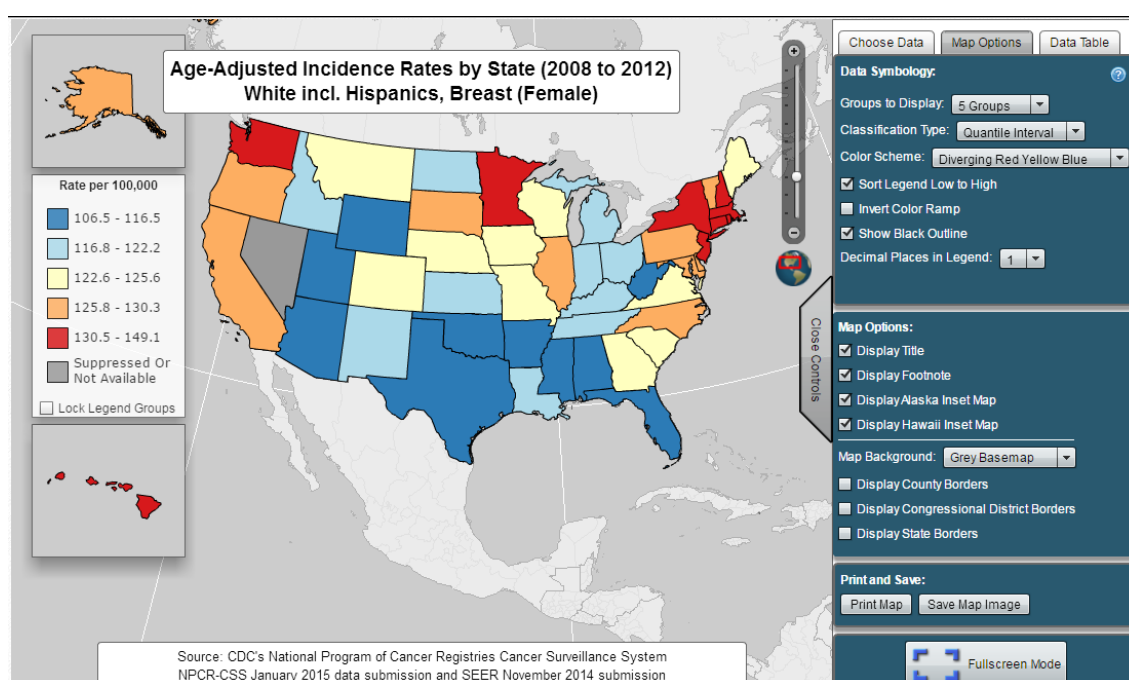 Age-Adjusted Incidence Rates by State (2008 to 2012)
White incl. Hispanics, Breast (Female)
Rate per 100,000
106.5 - 116.5
116.8 - 122.2
122.6 - 125.6
125.8 - 130.3
130.5 - 149.1
Suppressed Or
Not Available
Lock Legend Groups
Source: CDC's National Program of Cancer Registries Cancer Surveillance System
NPCR-CSS January 2015 data submission and SEER November 2014 submission
Close Controls
Choose Data
Map Options
Data Table
Data Symbology:
?
Groups to Display: 5 Groups
Classification Type: Quantile Interval
Color Scheme: Diverging Red Yellow Blue
Sort Legend Low to High
Invert Color Ramp
Show Black Outline
Decimal Places in Legend: 1
Map Options:
Display Title
Display Footnote
Display Alaska Inset Map
Display Hawaii Inset Map
Map Background: Grey Basemap
Display County Borders
Display Congressional District Borders
Display State Borders
Print and Save:
Print Map
Save Map Image
Fullscreen Mode